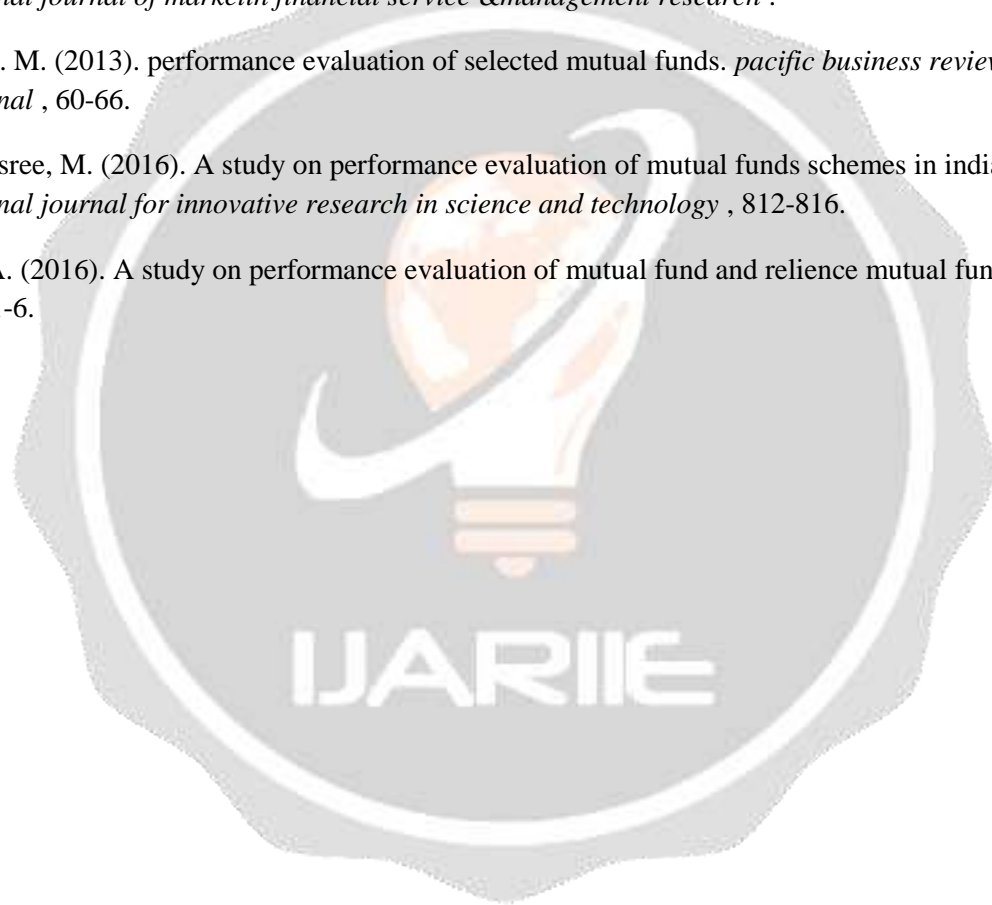 nal journal of marketin financial service &management research .
. M. (2013). performance evaluation of selected mutual funds. pacific business review
nal , 60-66.
sree, M. (2016). A study on performance evaluation of mutual funds schemes in india
nal journal for innovative research in science and technology , 812-816.
A. (2016). A study on performance evaluation of mutual fund and relience mutual fun
-6.
IJARIIE